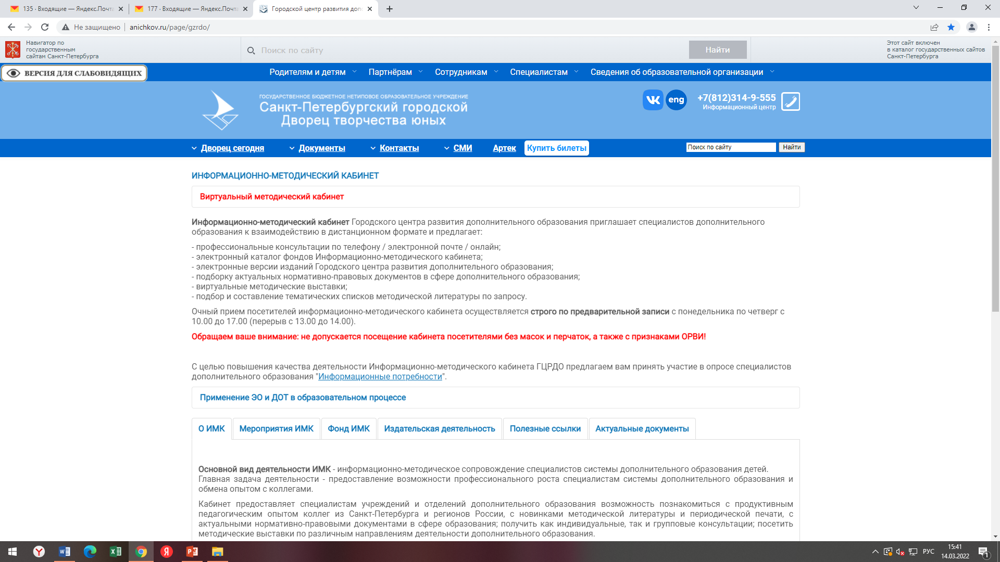 135 · Входящие — Яндекс.Почта
177 · Входящие — Яндекс.Почта
Городской центр развития доп
Не защищено
anichkov.ru/page/gzrdo/
Навигатор по
государственным
сайтам Санкт-Петербурга
Поиск по сайту
Найти
Этот сайт включен
в каталог государственных сайтов
Санкт-Петербурга
ВЕРСИЯ ДЛЯ СЛАБОВИДЯЩИХ
Родителям и детям
Партнёрам
Сотрудникам
Специалистам
Сведения об образовательной организации
ГОСУДАРСТВЕННОЕ БЮДЖЕТНОЕ НЕТИПОВОЕ ОБРАЗОВАТЕЛЬНОЕ УЧРЕЖДЕНИЕ
Санкт-Петербургский городской
Дворец творчества юных
eng
+7(812)314-9-555
Информационный центр
Дворец сегодня
Документы
Контакты
СМИ
Артек
Купить билеты
Поиск по сайту
Найти
ИНФОРМАЦИОННО-МЕТОДИЧЕСКИЙ КАБИНЕТ
Виртуальный методический кабинет
Информационно-методический кабинет Городского центра развития дополнительного образования приглашает специалистов дополнительного
образования к взаимодействию в дистанционном формате и предлагает:
- профессиональные консультации по телефону / электронной почте / онлайн;
- электронный каталог фондов Информационно-методического кабинета;
- электронные версии изданий Городского центра развития дополнительного образования;
- подборку актуальных нормативно-правовых документов в сфере дополнительного образования;
- виртуальные методические выставки;
- подбор и составление тематических списков методической литературы по запросу.
Очный прием посетителей информационно-методического кабинета осуществляется строго по предварительной записи с понедельника по четверг с
10.00 до 17.00 (перерыв с 13.00 до 14.00).
Обращаем ваше внимание: не допускается посещение кабинета посетителями без масок и перчаток, а также с признаками ОРВИ!
С целью повышения качества деятельности Информационно-методического кабинета ГЦРДО предлагаем вам принять участие в опросе специалистов
дополнительного образования "Информационные потребности".
Применение ЭО и ДОТ в образовательном процессе
О ИМК
Мероприятия ИМК
Фонд ИМК
Издательская деятельность
Полезные ссылки
Актуальные документы
Основной вид деятельности ИМК - информационно-методическое сопровождение специалистов системы дополнительного образования детей.
Главная задача деятельности - предоставление возможности профессионального роста специалистам системы дополнительного образования и
обмена опытом с коллегами.
Кабинет предоставляет специалистам учреждений и отделений дополнительного образования возможность познакомиться с продуктивным
педагогическим опытом коллег из Санкт-Петербурга и регионов России, с новинками методической литературы и периодической печати, с
актуальными нормативно-правовыми документами в сфере образования; получить как индивидуальные, так и групповые консультации; посетить
методические выставки по различным направлениям деятельности дополнительного образования.
РУС
15:41
14.03.2022
1